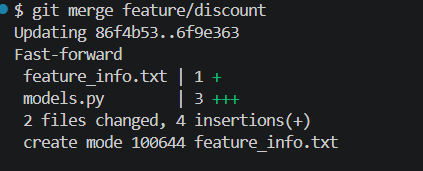 $ git merge feature/discount
Updating 86f4b53..6f9e363
Fast-forward
 feature_info.txt | 1 +
 models.py        | 3 +++
 2 files changed, 4 insertions(+)
 create mode 100644 feature_info.txt